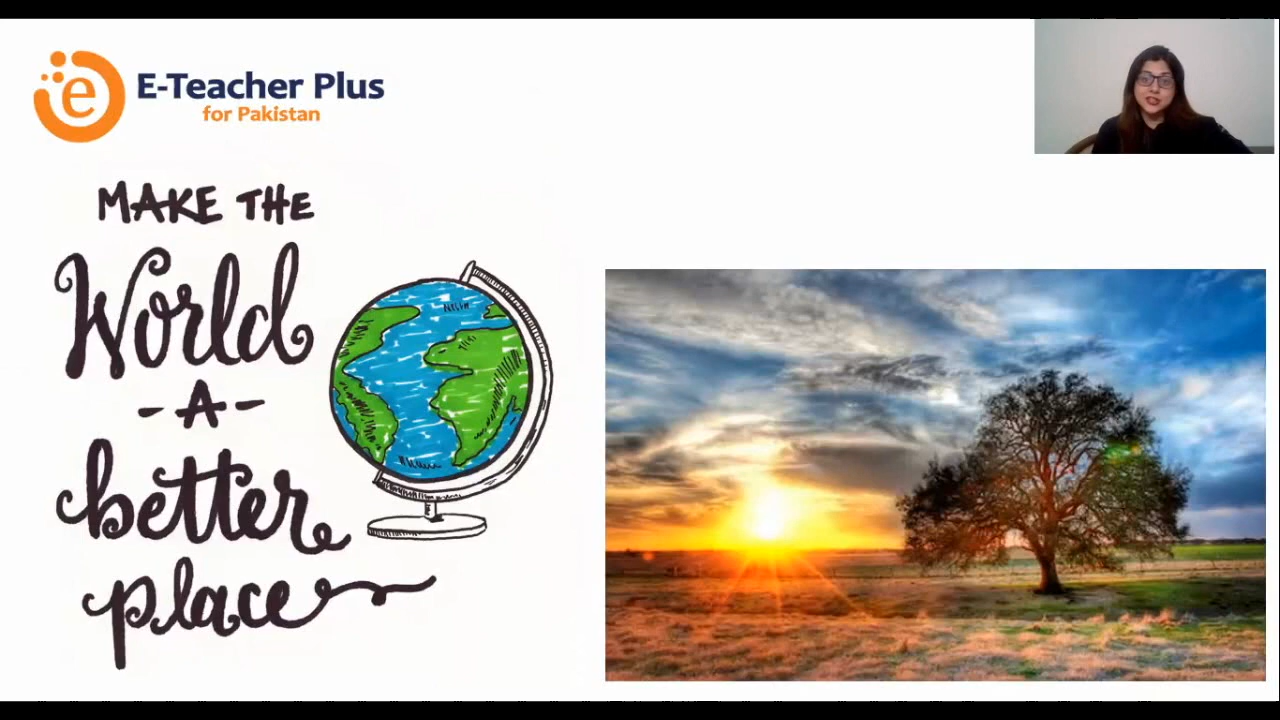 e
E-Teacher Plus
for Pakistan
MAKE THE
World
-A-
better
place